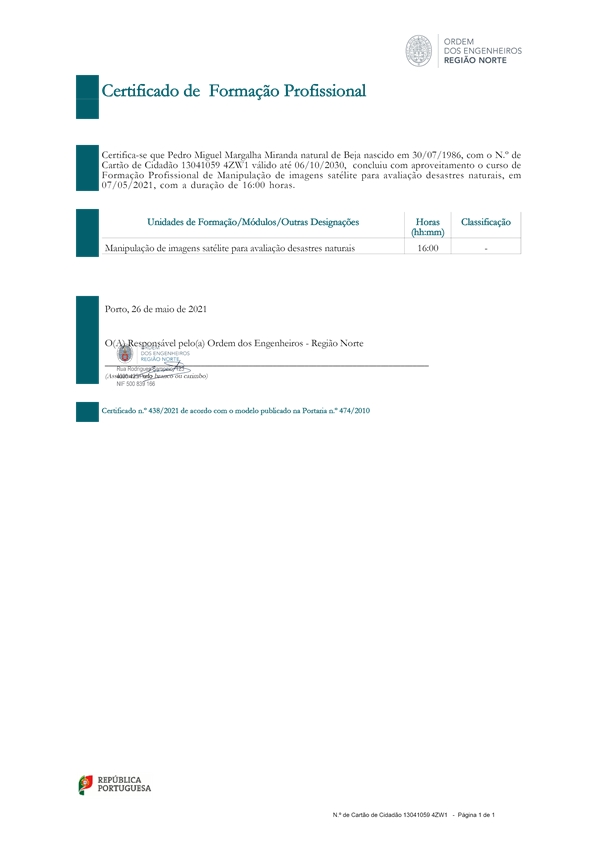 ORDEM
DOS ENGENHEIROS
REGIÃO NORTE
Certificado de Formação Profissional
Certifica-se que Pedro Miguel Margalha Miranda natural de Beja nascido em 30/07/1986, com o N.º de
Cartão de Cidadão 13041059 4ZW1 válido até 06/10/2030, concluiu com aproveitamento o curso de
Formação Profissional de Manipulação de imagens satélite para avaliação desastres naturais, em
07/05/2021, com a duração de 16:00 horas.
Unidades de Formação/Módulos/Outras Designações Horas (hh:mm) Classificação
Manipulação de imagens satélite para avaliação desastres naturais 16:00 -
Porto, 26 de maio de 2021
O(A) Responsável pelo(a) Ordem dos Engenheiros - Região Norte
ORDEM
DOS ENGENHEIROS
REGIÃO NORTE
Rua Rodrigues
(Assinatura e selo branco ou carimbo)
NIF 500 839 166
Certificado n.º 438/2021 de acordo com o modelo publicado na Portaria n.º 474/2010
REPÚBLICA
PORTUGUESA
N.º de Cartão de Cidadão 13041059 4ZW1 - Página 1 de 1